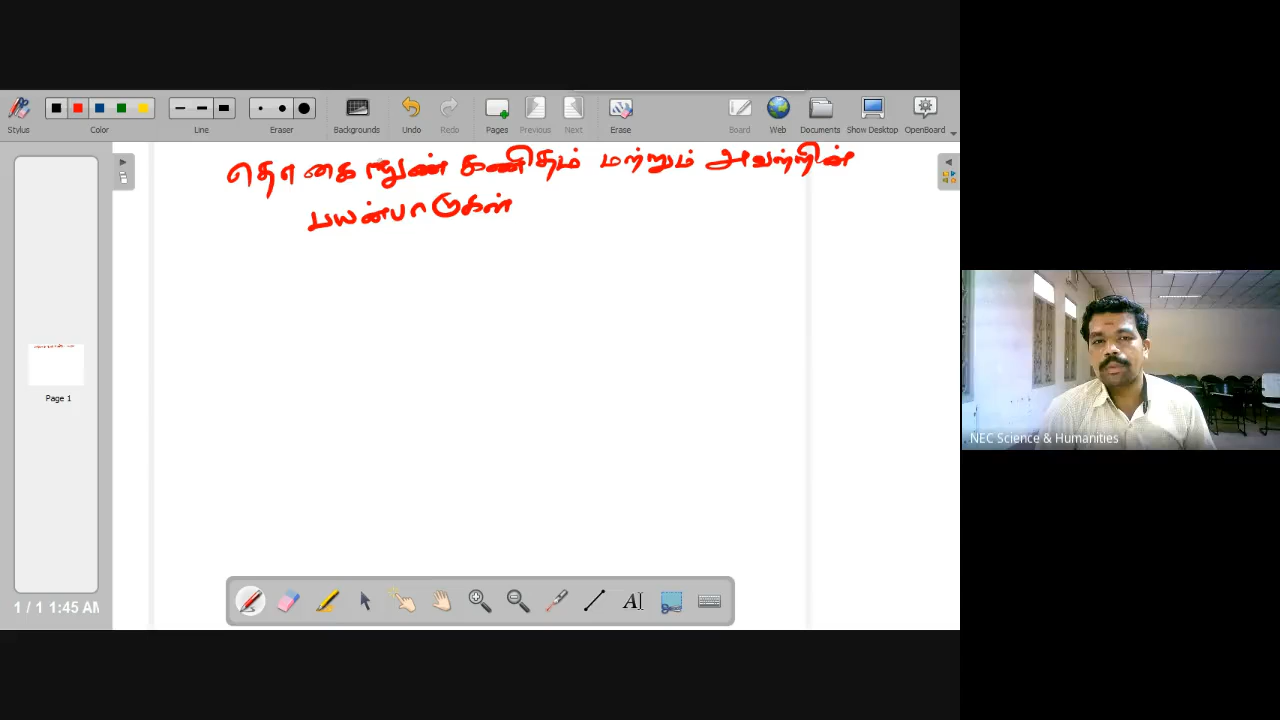 Stylus Color Line Eraser Backgrounds Undo Redo Pages Previous Next Erase Board Web Documents Show Desktop OpenBoard
தொகை நுண் கணிதம் மற்றும் அவற்றின்
பயன்பாடுகள்
Page 1
NEC Science & Humanities
1 / 1 1:45 AM